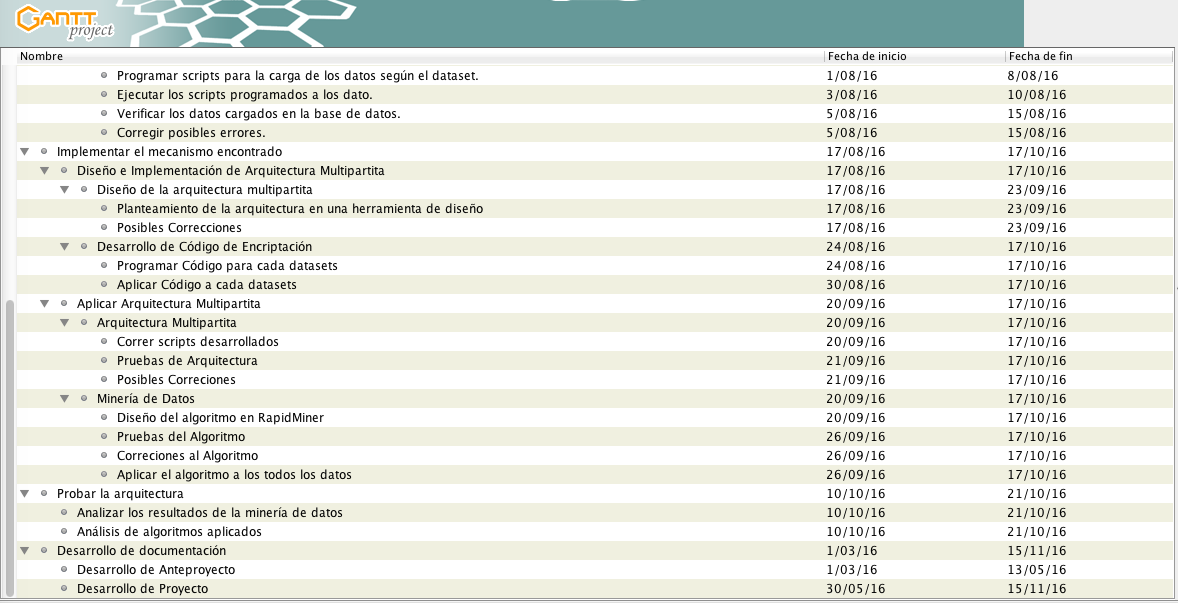 GANTT
project
Nombre Fecha de inicio Fecha de fin
Programar scripts para la carga de los datos según el dataset. 1/08/16 8/08/16
Ejecutar los scripts programados a los dato. 3/08/16 10/08/16
Verificar los datos cargados en la base de datos. 5/08/16 15/08/16
Corregir posibles errores. 5/08/16 15/08/16
Implementar el mecanismo encontrado 17/08/16 17/10/16
Diseño e Implementación de Arquitectura Multipartita 17/08/16 17/10/16
Diseño de la arquitectura multipartita 17/08/16 23/09/16
Planteamiento de la arquitectura en una herramienta de diseño 17/08/16 23/09/16
Posibles Correcciones 17/08/16 23/09/16
Desarrollo de Código de Encriptación 24/08/16 17/10/16
Programar Código para cada datasets 24/08/16 17/10/16
Aplicar Código a cada datasets 30/08/16 17/10/16
Aplicar Arquitectura Multipartita 20/09/16 17/10/16
Arquitectura Multipartita 20/09/16 17/10/16
Correr scripts desarrollados 20/09/16 17/10/16
Pruebas de Arquitectura 21/09/16 17/10/16
Posibles Correciones 21/09/16 17/10/16
Minería de Datos 20/09/16 17/10/16
Diseño del algoritmo en RapidMiner 20/09/16 17/10/16
Pruebas del Algoritmo 26/09/16 17/10/16
Correciones al Algoritmo 26/09/16 17/10/16
Aplicar el algoritmo a los todos los datos 26/09/16 17/10/16
Probar la arquitectura 10/10/16 21/10/16
Analizar los resultados de la minería de datos 10/10/16 21/10/16
Análisis de algoritmos aplicados 10/10/16 21/10/16
Desarrollo de documentación 1/03/16 15/11/16
Desarrollo de Anteproyecto 1/03/16 13/05/16
Desarrollo de Proyecto 30/05/16 15/11/16